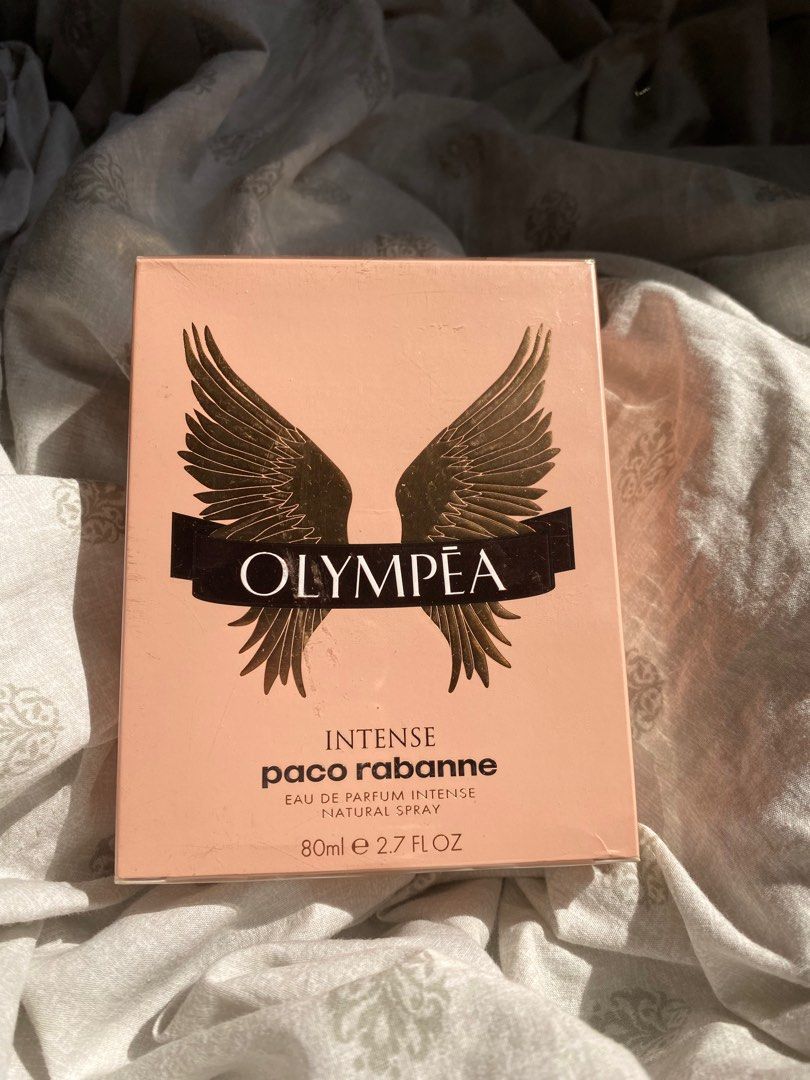 OLYMPĒA
INTENSE
paco rabanne
EAU DE PARFUM INTENSE
NATURAL SPRAY
80ml ℮ 2.7 FL OZ